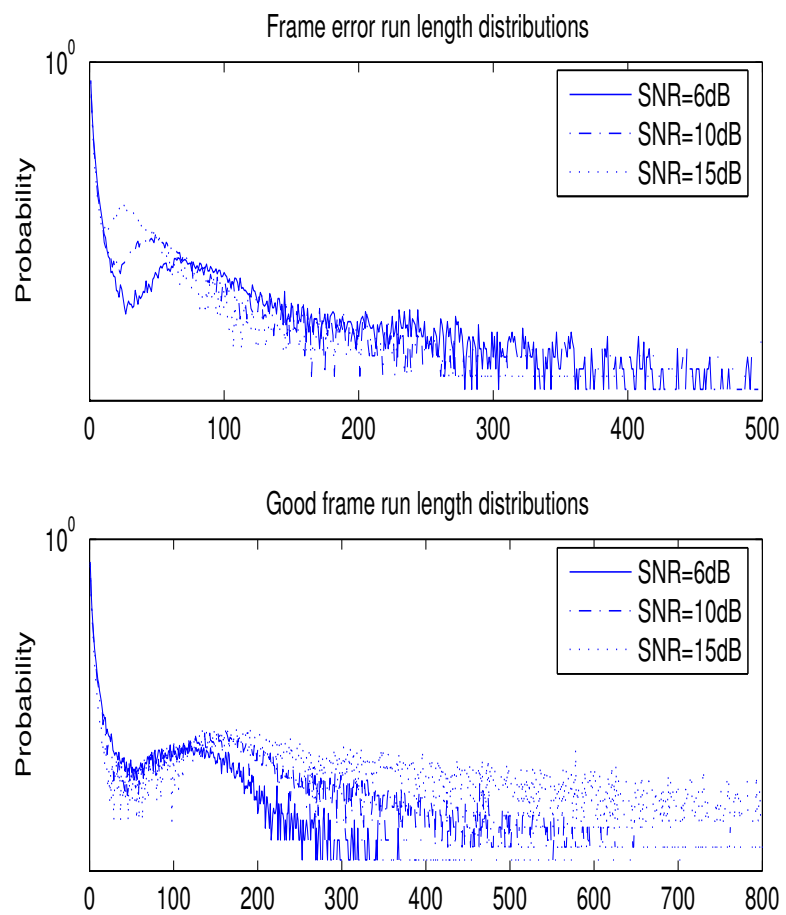 Frame error run length distributions
10^0
SNR=6dB
SNR=10dB
SNR=15dB
Probability
0 100 200 300 400 500
Good frame run length distributions
10^0
SNR=6dB
SNR=10dB
SNR=15dB
Probability
0 100 200 300 400 500 600 700 800